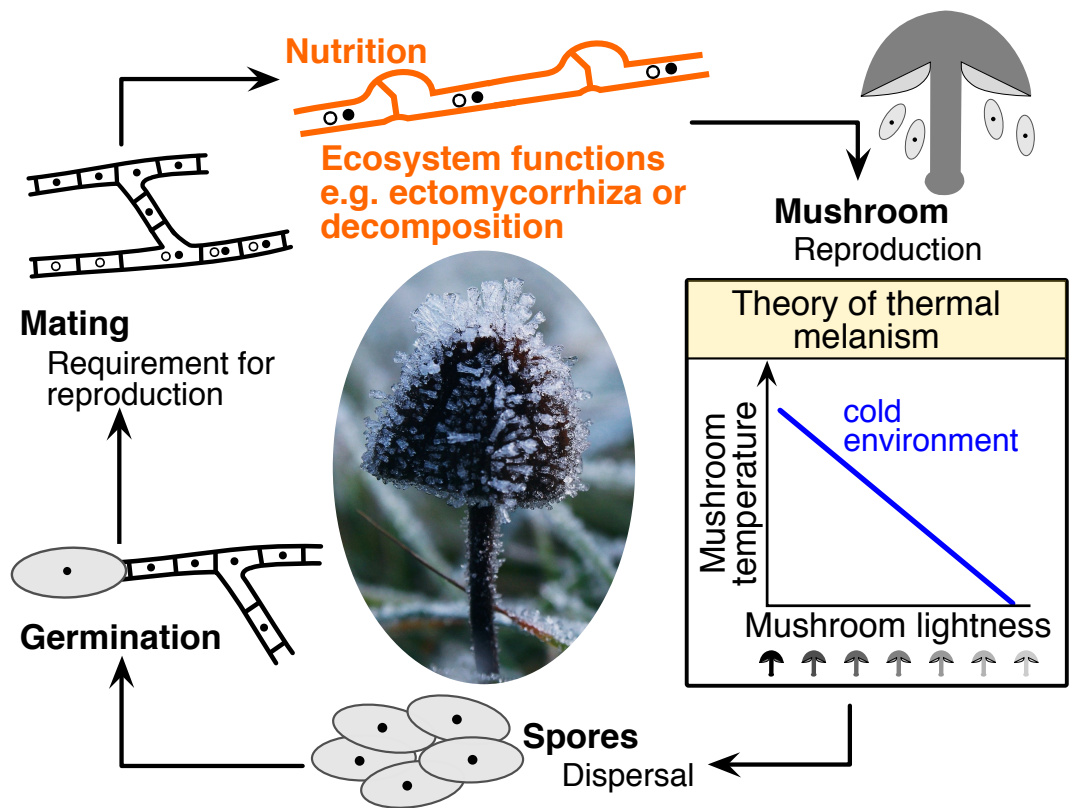 Nutrition
Ecosystem functions
e.g. ectomycorrhiza or
decomposition
Mushroom
Reproduction
Theory of thermal
melanism
Mushroom
temperature
cold
environment
Mushroom lightness
Mating
Requirement for
reproduction
Germination
Spores
Dispersal